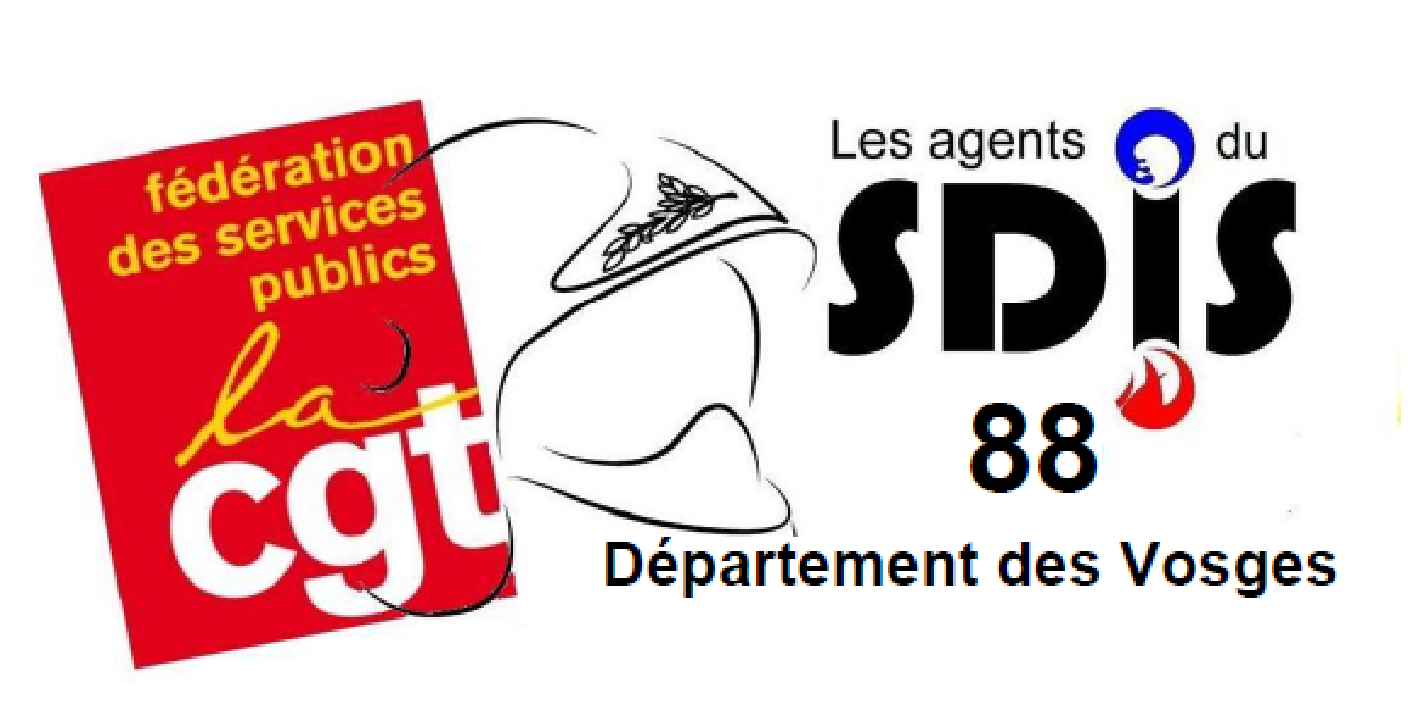 fédération
des services
publics
la
cgt
Les agents du
SDIS
88
Département des Vosges